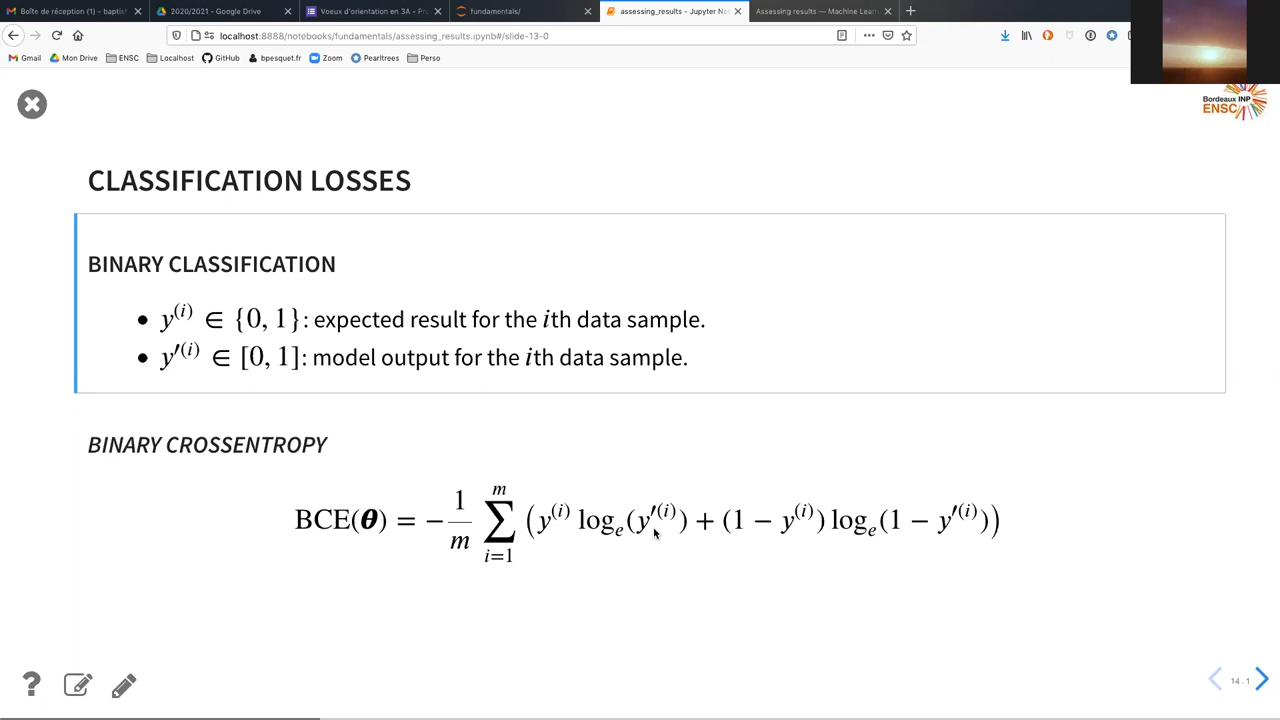 Boîte de réception (1) - baptis
2020/2021 - Google Drive
Voeux d'orientation en 3A - Pr
fundamentals/
assessing_results - Jupyter No
Assessing results — Machine Learn
localhost:8888/notebooks/fundamentals/assessing_results.ipynb#/slide-13-0
Gmail Mon Drive ENSC Localhost GitHub bpesquet.fr Zoom Pearltrees Perso
Bordeaux INP
ENSC
CLASSIFICATION LOSSES
BINARY CLASSIFICATION
• y⁽ⁱ⁾ ∈ {0, 1}: expected result for the ith data sample.
• y′⁽ⁱ⁾ ∈ [0, 1]: model output for the ith data sample.
BINARY CROSSENTROPY
BCE(θ) = −1/m ∑_{i=1}^{m} (y⁽ⁱ⁾ logₑ(y′⁽ⁱ⁾) + (1 − y⁽ⁱ⁾) logₑ(1 − y′⁽ⁱ⁾))
?
14.1